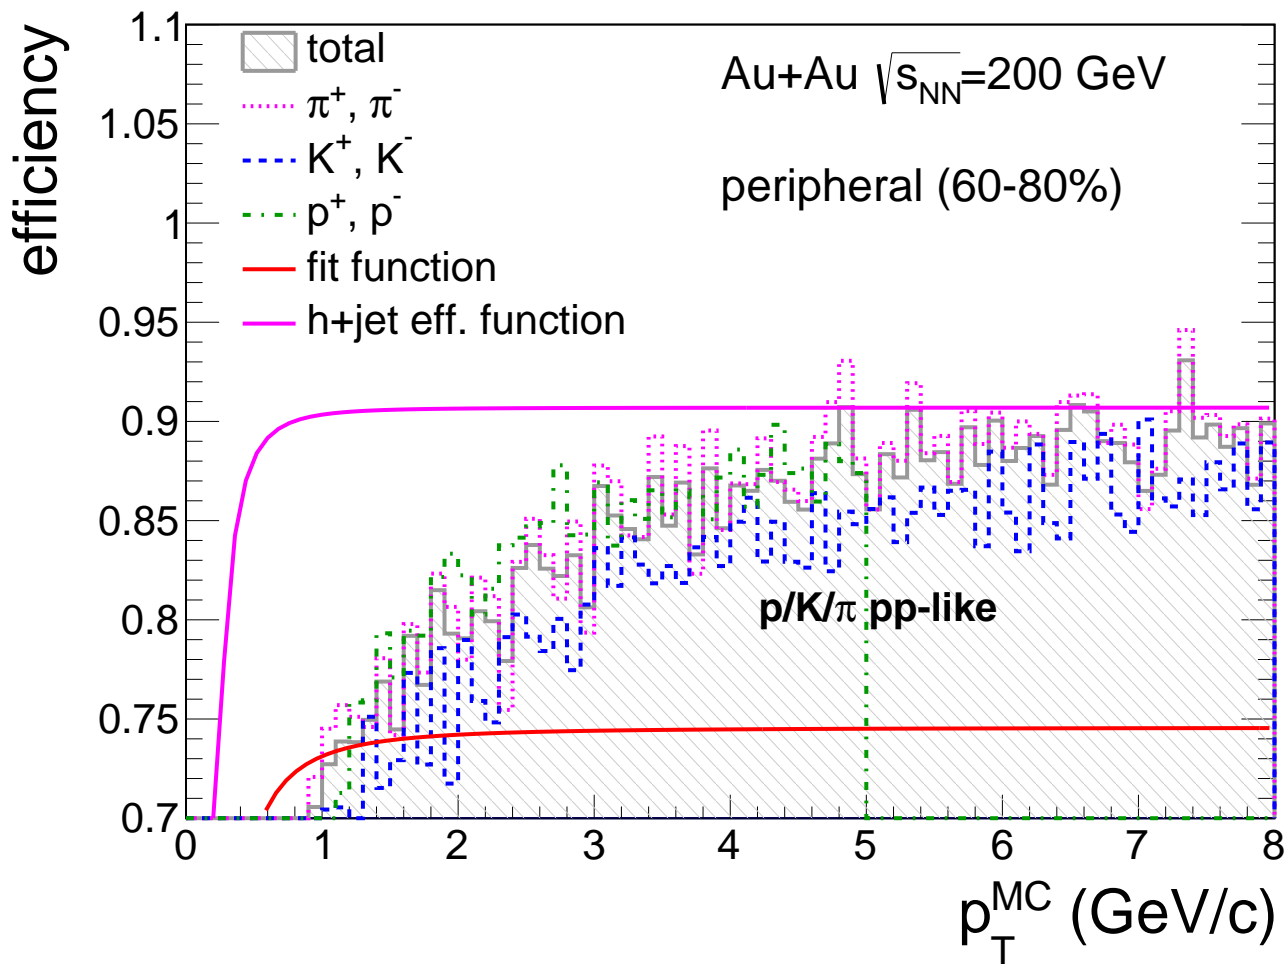 efficiency
1.1
1.05
1
0.95
0.9
0.85
0.8
0.75
0.7
total
π⁺, π⁻
K⁺, K⁻
p⁺, p⁻
fit function
h+jet eff. function
Au+Au √s_NN=200 GeV
peripheral (60-80%)
p/K/π pp-like
0 1 2 3 4 5 6 7 8
p_T^MC (GeV/c)